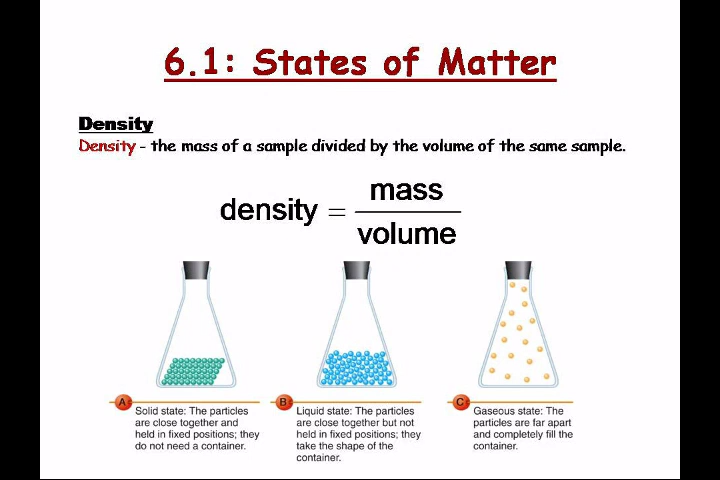 6.1: States of Matter
Density
Density - the mass of a sample divided by the volume of the same sample.
density = mass
volume
A
Solid state: The particles
are close together and
held in fixed positions; they
do not need a container.
B
Liquid state: The particles
are close together but not
held in fixed positions; they
take the shape of the
container.
C
Gaseous state: The
particles are far apart
and completely fill the
container.